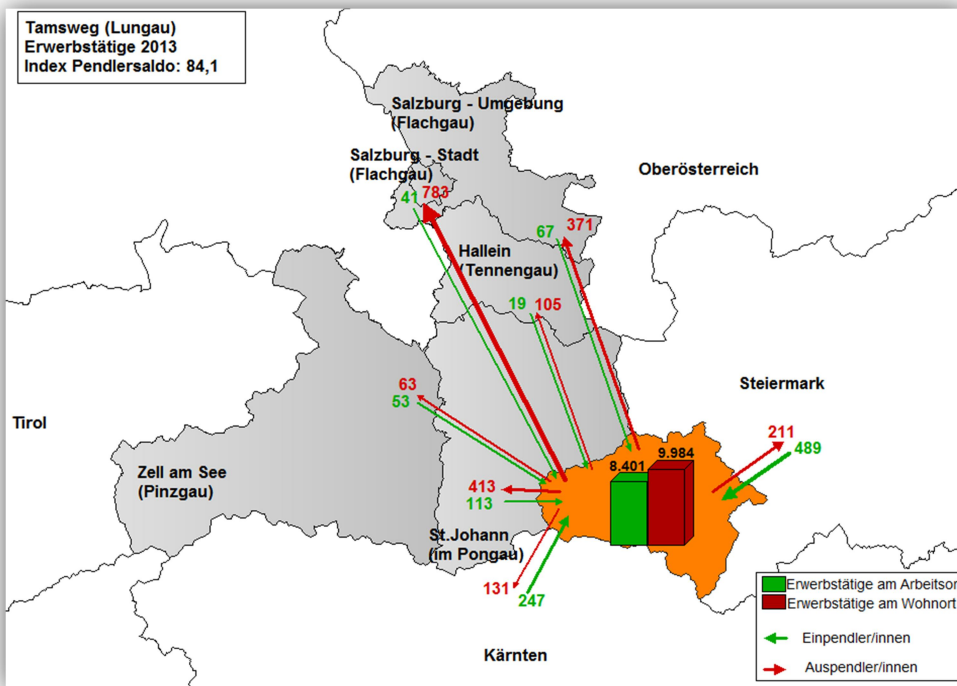 Tamsweg (Lungau)
Erwerbstätige 2013
Index Pendlersaldo: 84,1
Salzburg - Umgebung
(Flachgau)
Salzburg - Stadt
(Flachgau)
Oberösterreich
41 783
67 371
Hallein
(Tennengau)
19 105
63
53
Steiermark
Tirol
211
489
9.984
8.401
Zell am See
(Pinzgau)
413
113
St.Johann
(im Pongau)
131
247
Kärnten
Erwerbstätige am Arbeitsor
Erwerbstätige am Wohnort
Einpendler/innen
Auspendler/innen